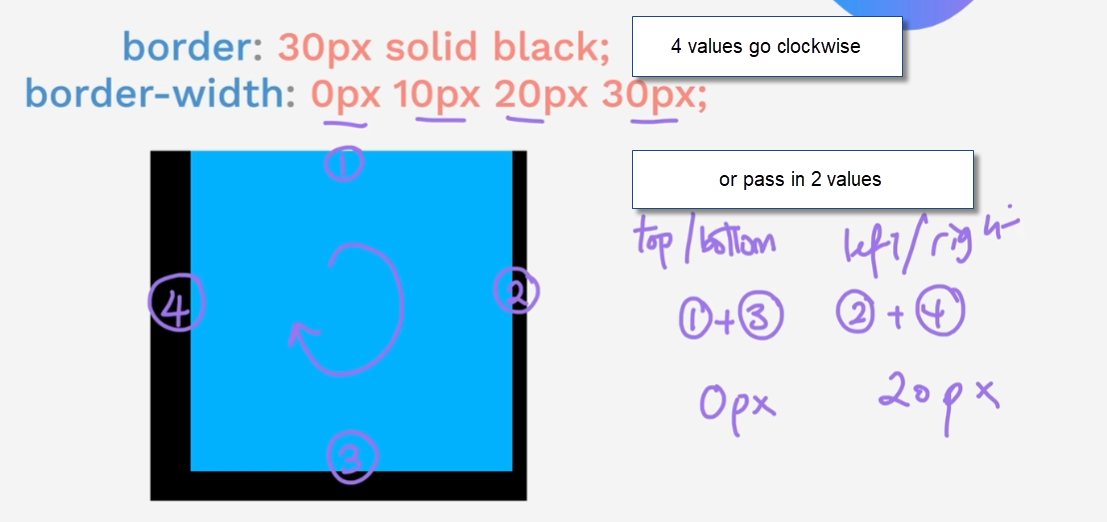 border: 30px solid black;
4 values go clockwise
border-width: 0px 10px 20px 30px;
①
or pass in 2 values
top/bottom left/right
④ ②
①+③ ②+④
0px 20px
③